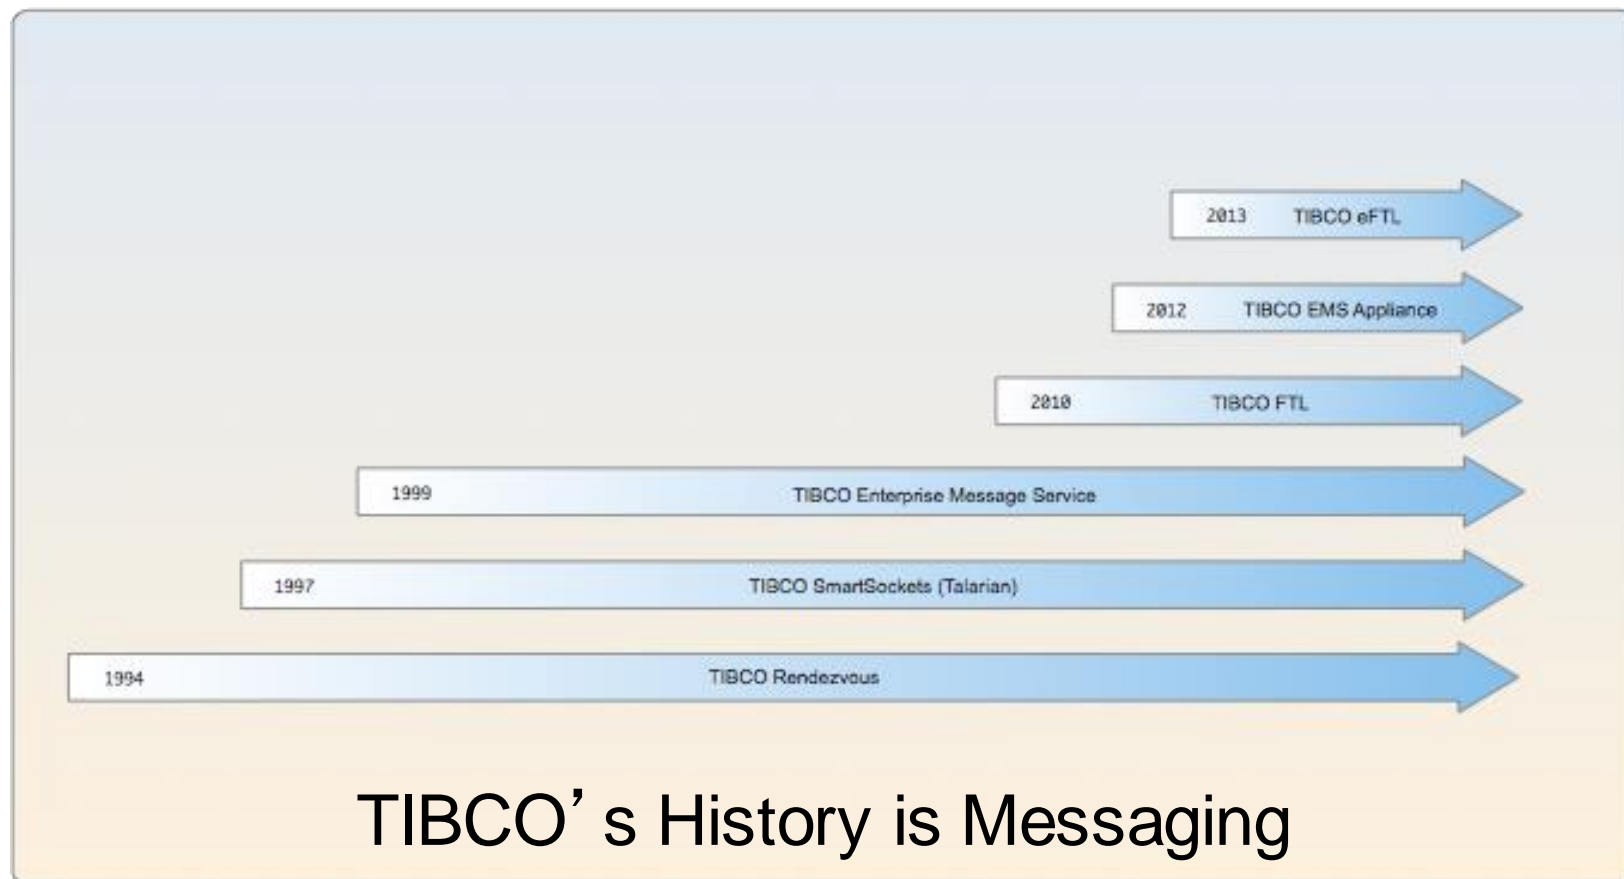 2013 TIBCO eFTL
2012 TIBCO EMS Appliance
2010 TIBCO FTL
1999 TIBCO Enterprise Message Service
1997 TIBCO SmartSockets (Talarian)
1994 TIBCO Rendezvous
TIBCO’s History is Messaging